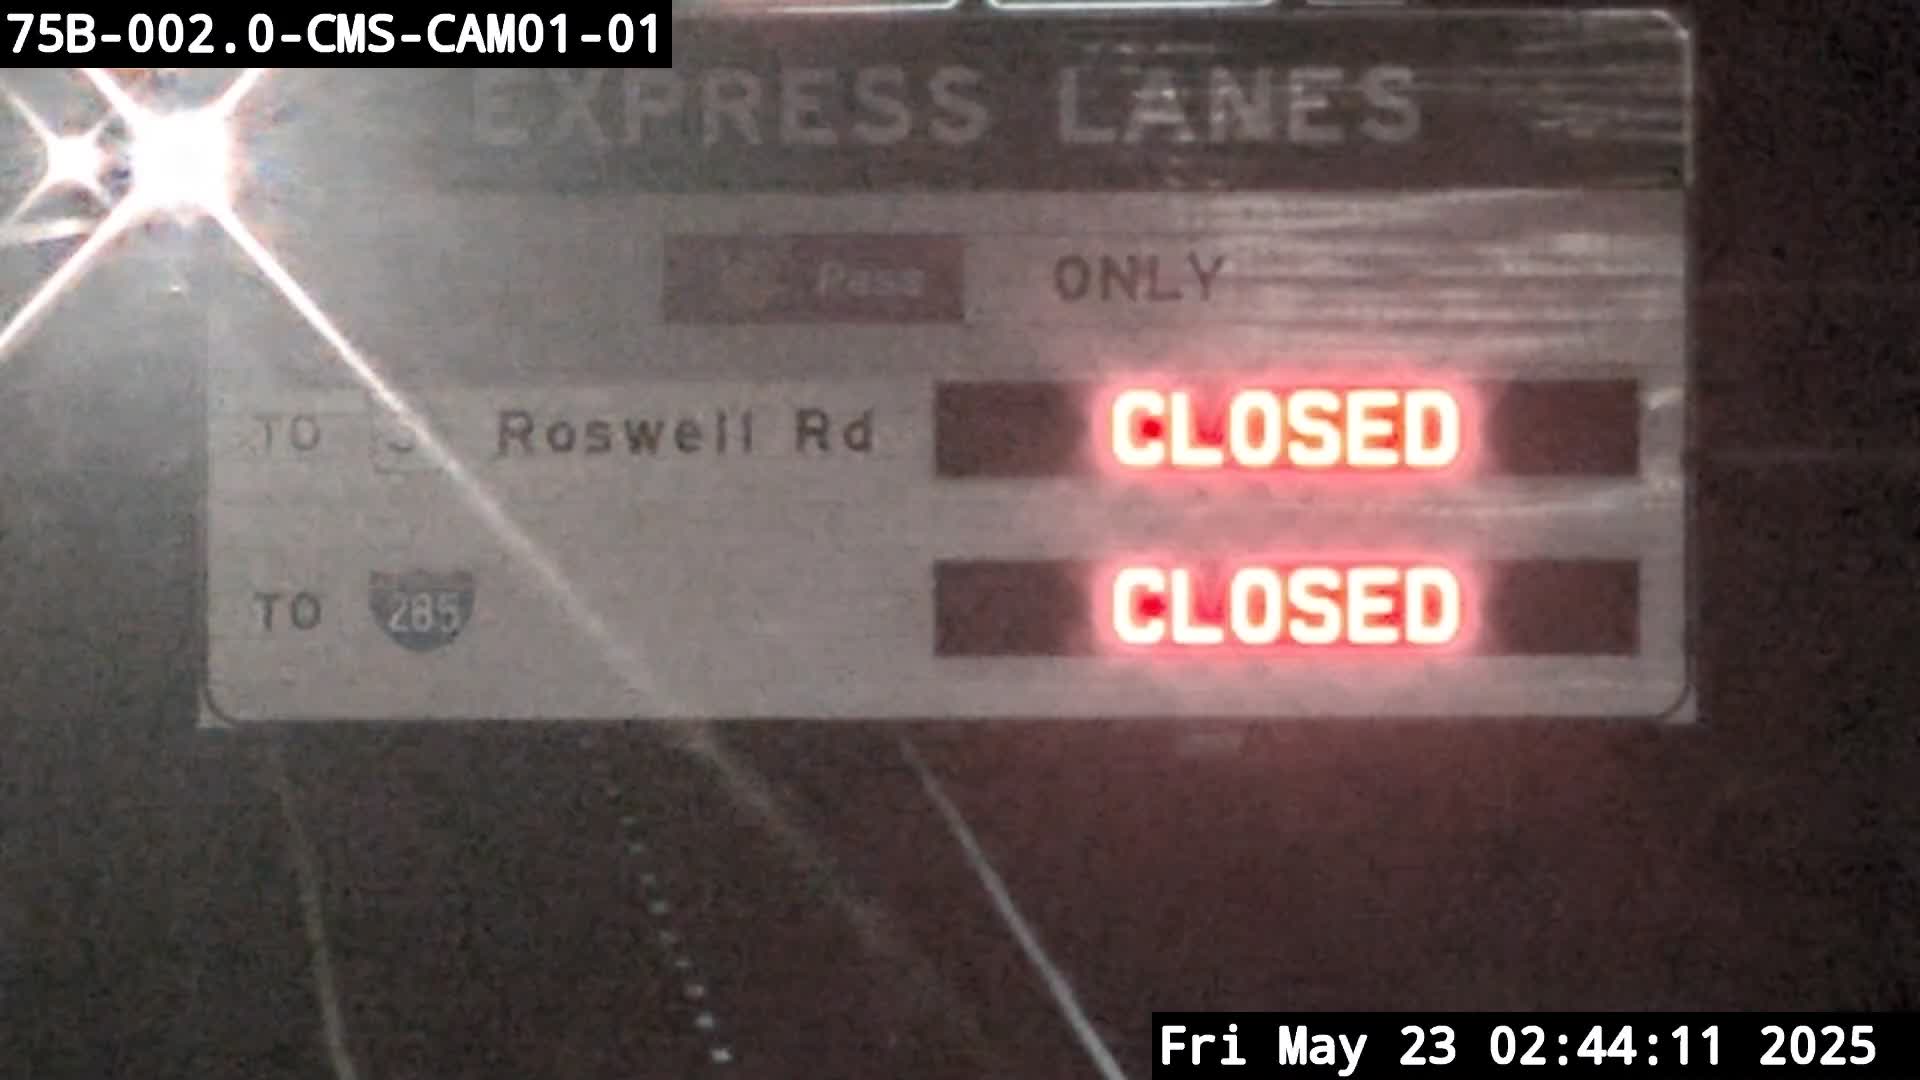 75B-002.0-CMS-CAM01-01
EXPRESS LANES
Pass ONLY
TO Roswell Rd CLOSED
TO 285 CLOSED
Fri May 23 02:44:11 2025